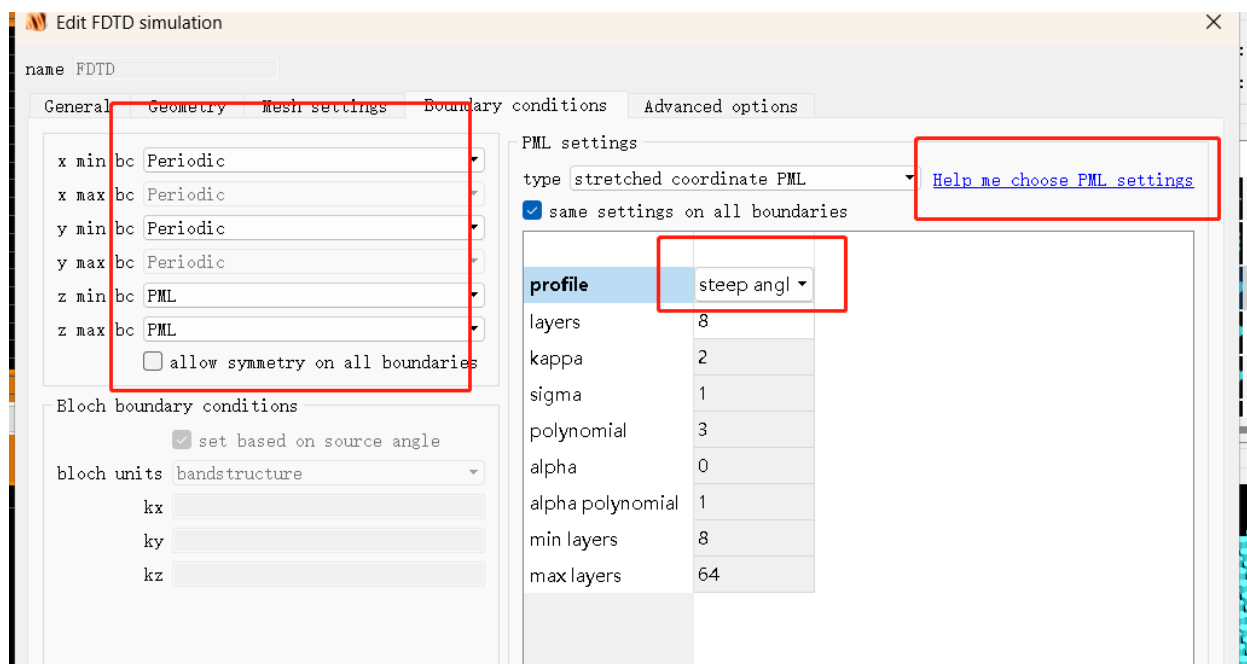 Edit FDTD simulation
name FDTD
General Geometry Mesh settings Boundary conditions Advanced options
x min bc Periodic
x max bc Periodic
y min bc Periodic
y max bc Periodic
z min bc PML
z max bc PML
allow symmetry on all boundaries
Bloch boundary conditions
set based on source angle
bloch units bandstructure
kx
ky
kz
PML settings
type stretched coordinate PML Help me choose PML settings
same settings on all boundaries
profile steep angl
layers 8
kappa 2
sigma 1
polynomial 3
alpha 0
alpha polynomial 1
min layers 8
max layers 64